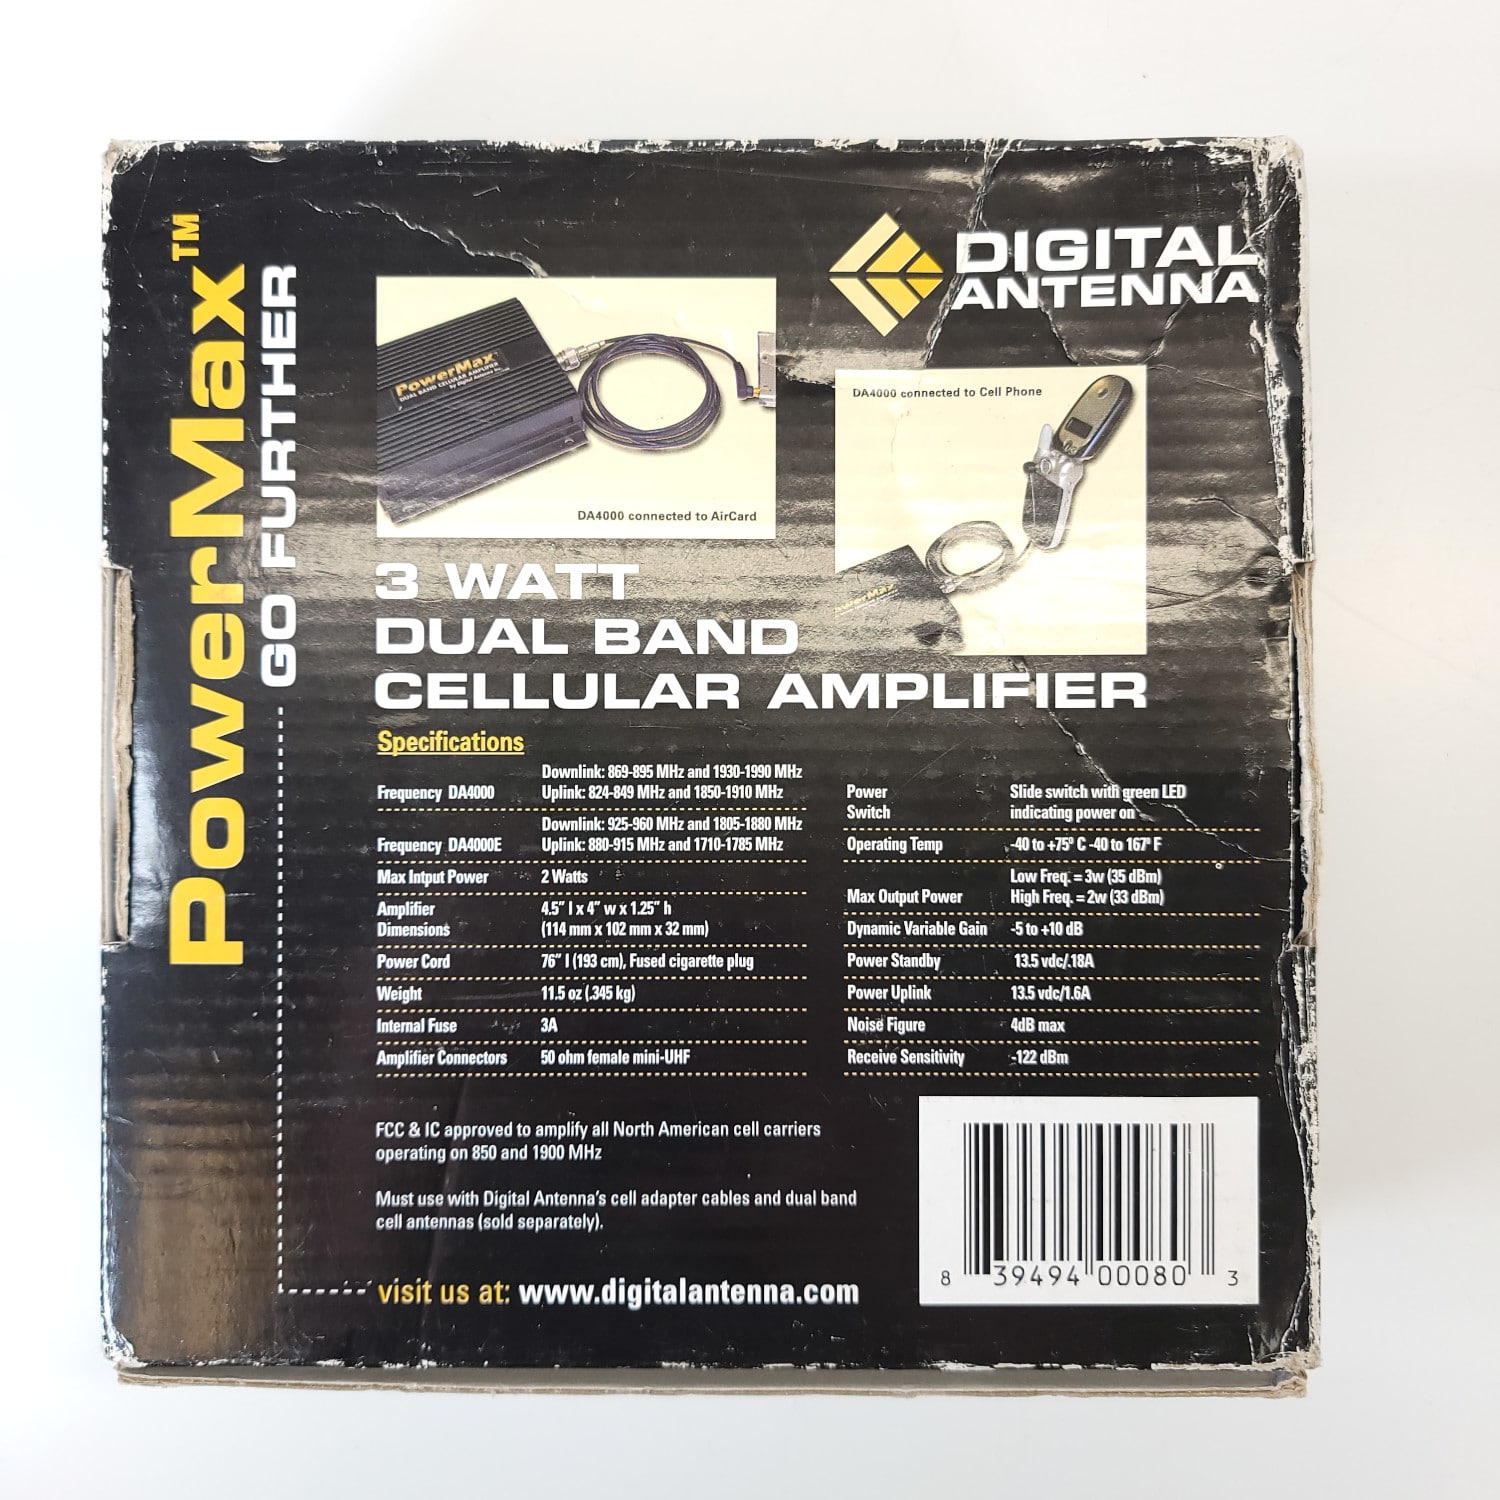 PowerMax™
GO FURTHER
DIGITAL
ANTENNA
PowerMax
DUAL BAND CELLULAR AMPLIFIER
DA4000 connected to AirCard
DA4000 connected to Cell Phone
PowerMax
3 WATT
DUAL BAND
CELLULAR AMPLIFIER
Specifications
Frequency DA4000
Downlink: 869-895 MHz and 1930-1990 MHz
Uplink: 824-849 MHz and 1850-1910 MHz
Frequency DA4000E
Downlink: 925-960 MHz and 1805-1880 MHz
Uplink: 880-915 MHz and 1710-1785 MHz
Max Intput Power 2 Watts
Amplifier
Dimensions
4.5” l x 4” w x 1.25” h
(114 mm x 102 mm x 32 mm)
Power Cord 76” l (193 cm), Fused cigarette plug
Weight 11.5 oz (.345 kg)
Internal Fuse 3A
Amplifier Connectors 50 ohm female mini-UHF
Power
Switch
Slide switch with green LED
indicating power on
Operating Temp -40 to +75º C -40 to 167º F
Max Output Power
Low Freq. = 3w (35 dBm)
High Freq. = 2w (33 dBm)
Dynamic Variable Gain -5 to +10 dB
Power Standby 13.5 vdc/.18A
Power Uplink 13.5 vdc/1.6A
Noise Figure 4dB max
Receive Sensitivity -122 dBm
FCC & IC approved to amplify all North American cell carriers
operating on 850 and 1900 MHz
Must use with Digital Antenna’s cell adapter cables and dual band
cell antennas (sold separately).
visit us at: www.digitalantenna.com
8 39494 00080 3